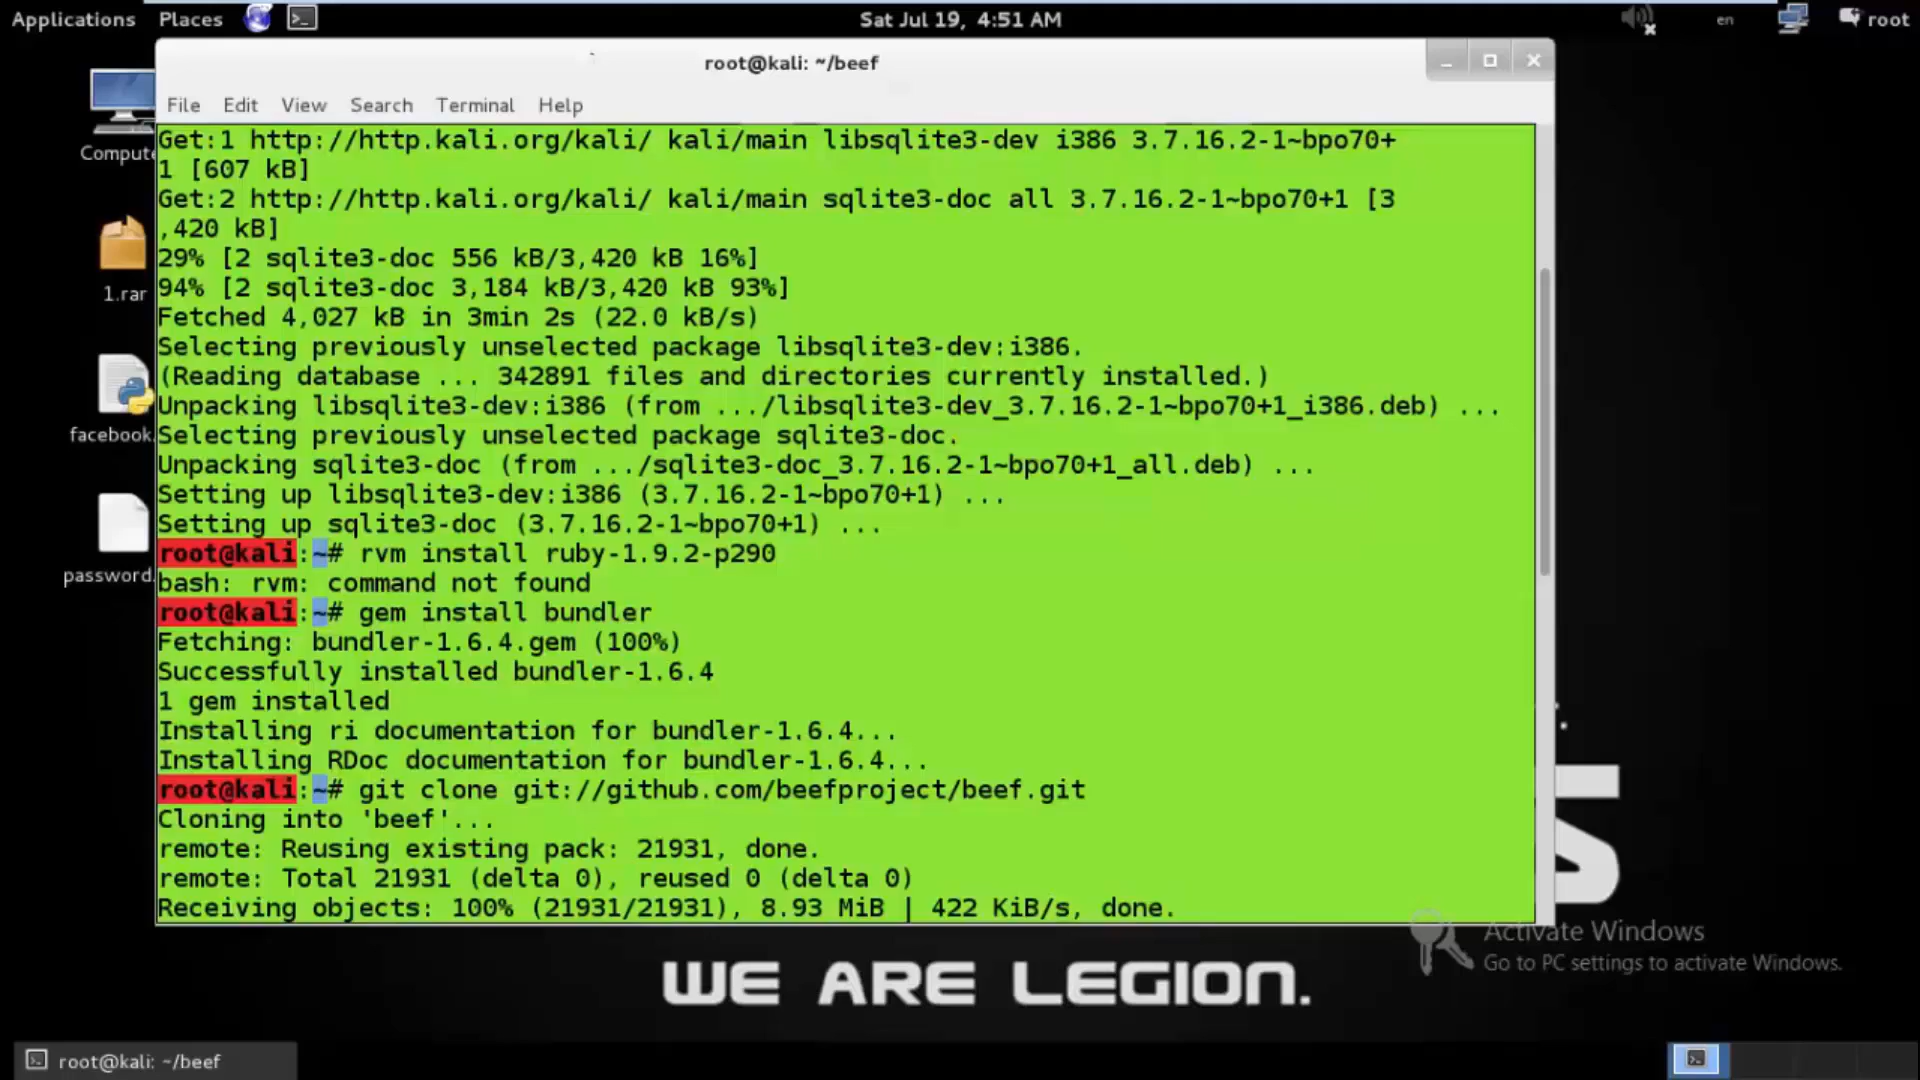 Applications Places Sat Jul 19, 4:51 AM en root
root@kali: ~/beef
File Edit View Search Terminal Help
Get:1 http://http.kali.org/kali/ kali/main libsqlite3-dev i386 3.7.16.2-1~bpo70+
1 [607 kB]
Get:2 http://http.kali.org/kali/ kali/main sqlite3-doc all 3.7.16.2-1~bpo70+1 [3
,420 kB]
29% [2 sqlite3-doc 556 kB/3,420 kB 16%]
94% [2 sqlite3-doc 3,184 kB/3,420 kB 93%]
Fetched 4,027 kB in 3min 2s (22.0 kB/s)
Selecting previously unselected package libsqlite3-dev:i386.
(Reading database ... 342891 files and directories currently installed.)
Unpacking libsqlite3-dev:i386 (from .../libsqlite3-dev_3.7.16.2-1~bpo70+1_i386.deb) ...
Selecting previously unselected package sqlite3-doc.
Unpacking sqlite3-doc (from .../sqlite3-doc_3.7.16.2-1~bpo70+1_all.deb) ...
Setting up libsqlite3-dev:i386 (3.7.16.2-1~bpo70+1) ...
Setting up sqlite3-doc (3.7.16.2-1~bpo70+1) ...
root@kali:~# rvm install ruby-1.9.2-p290
bash: rvm: command not found
root@kali:~# gem install bundler
Fetching: bundler-1.6.4.gem (100%)
Successfully installed bundler-1.6.4
1 gem installed
Installing ri documentation for bundler-1.6.4...
Installing RDoc documentation for bundler-1.6.4...
root@kali:~# git clone git://github.com/beefproject/beef.git
Cloning into 'beef'...
remote: Reusing existing pack: 21931, done.
remote: Total 21931 (delta 0), reused 0 (delta 0)
Receiving objects: 100% (21931/21931), 8.93 MiB | 422 KiB/s, done.
Compute
1.rar
facebook.
password.
S
Activate Windows
Go to PC settings to activate Windows.
WE ARE LEGION.
root@kali: ~/beef